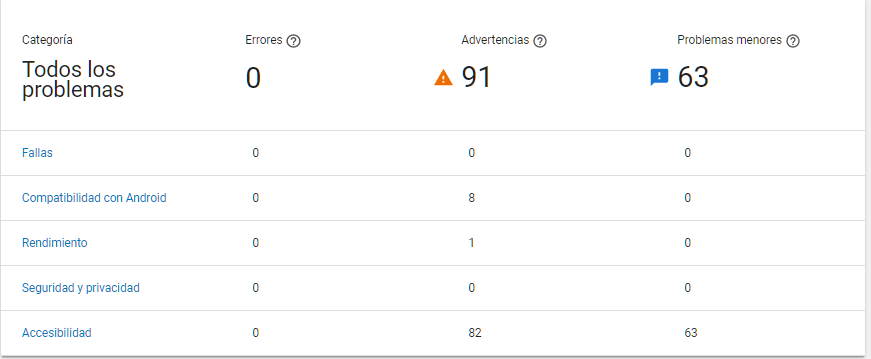 Categoría Errores ? Advertencias ? Problemas menores ?
Todos los
problemas
0 ! 91 ! 63
Fallas 0 0 0
Compatibilidad con Android 0 8 0
Rendimiento 0 1 0
Seguridad y privacidad 0 0 0
Accesibilidad 0 82 63